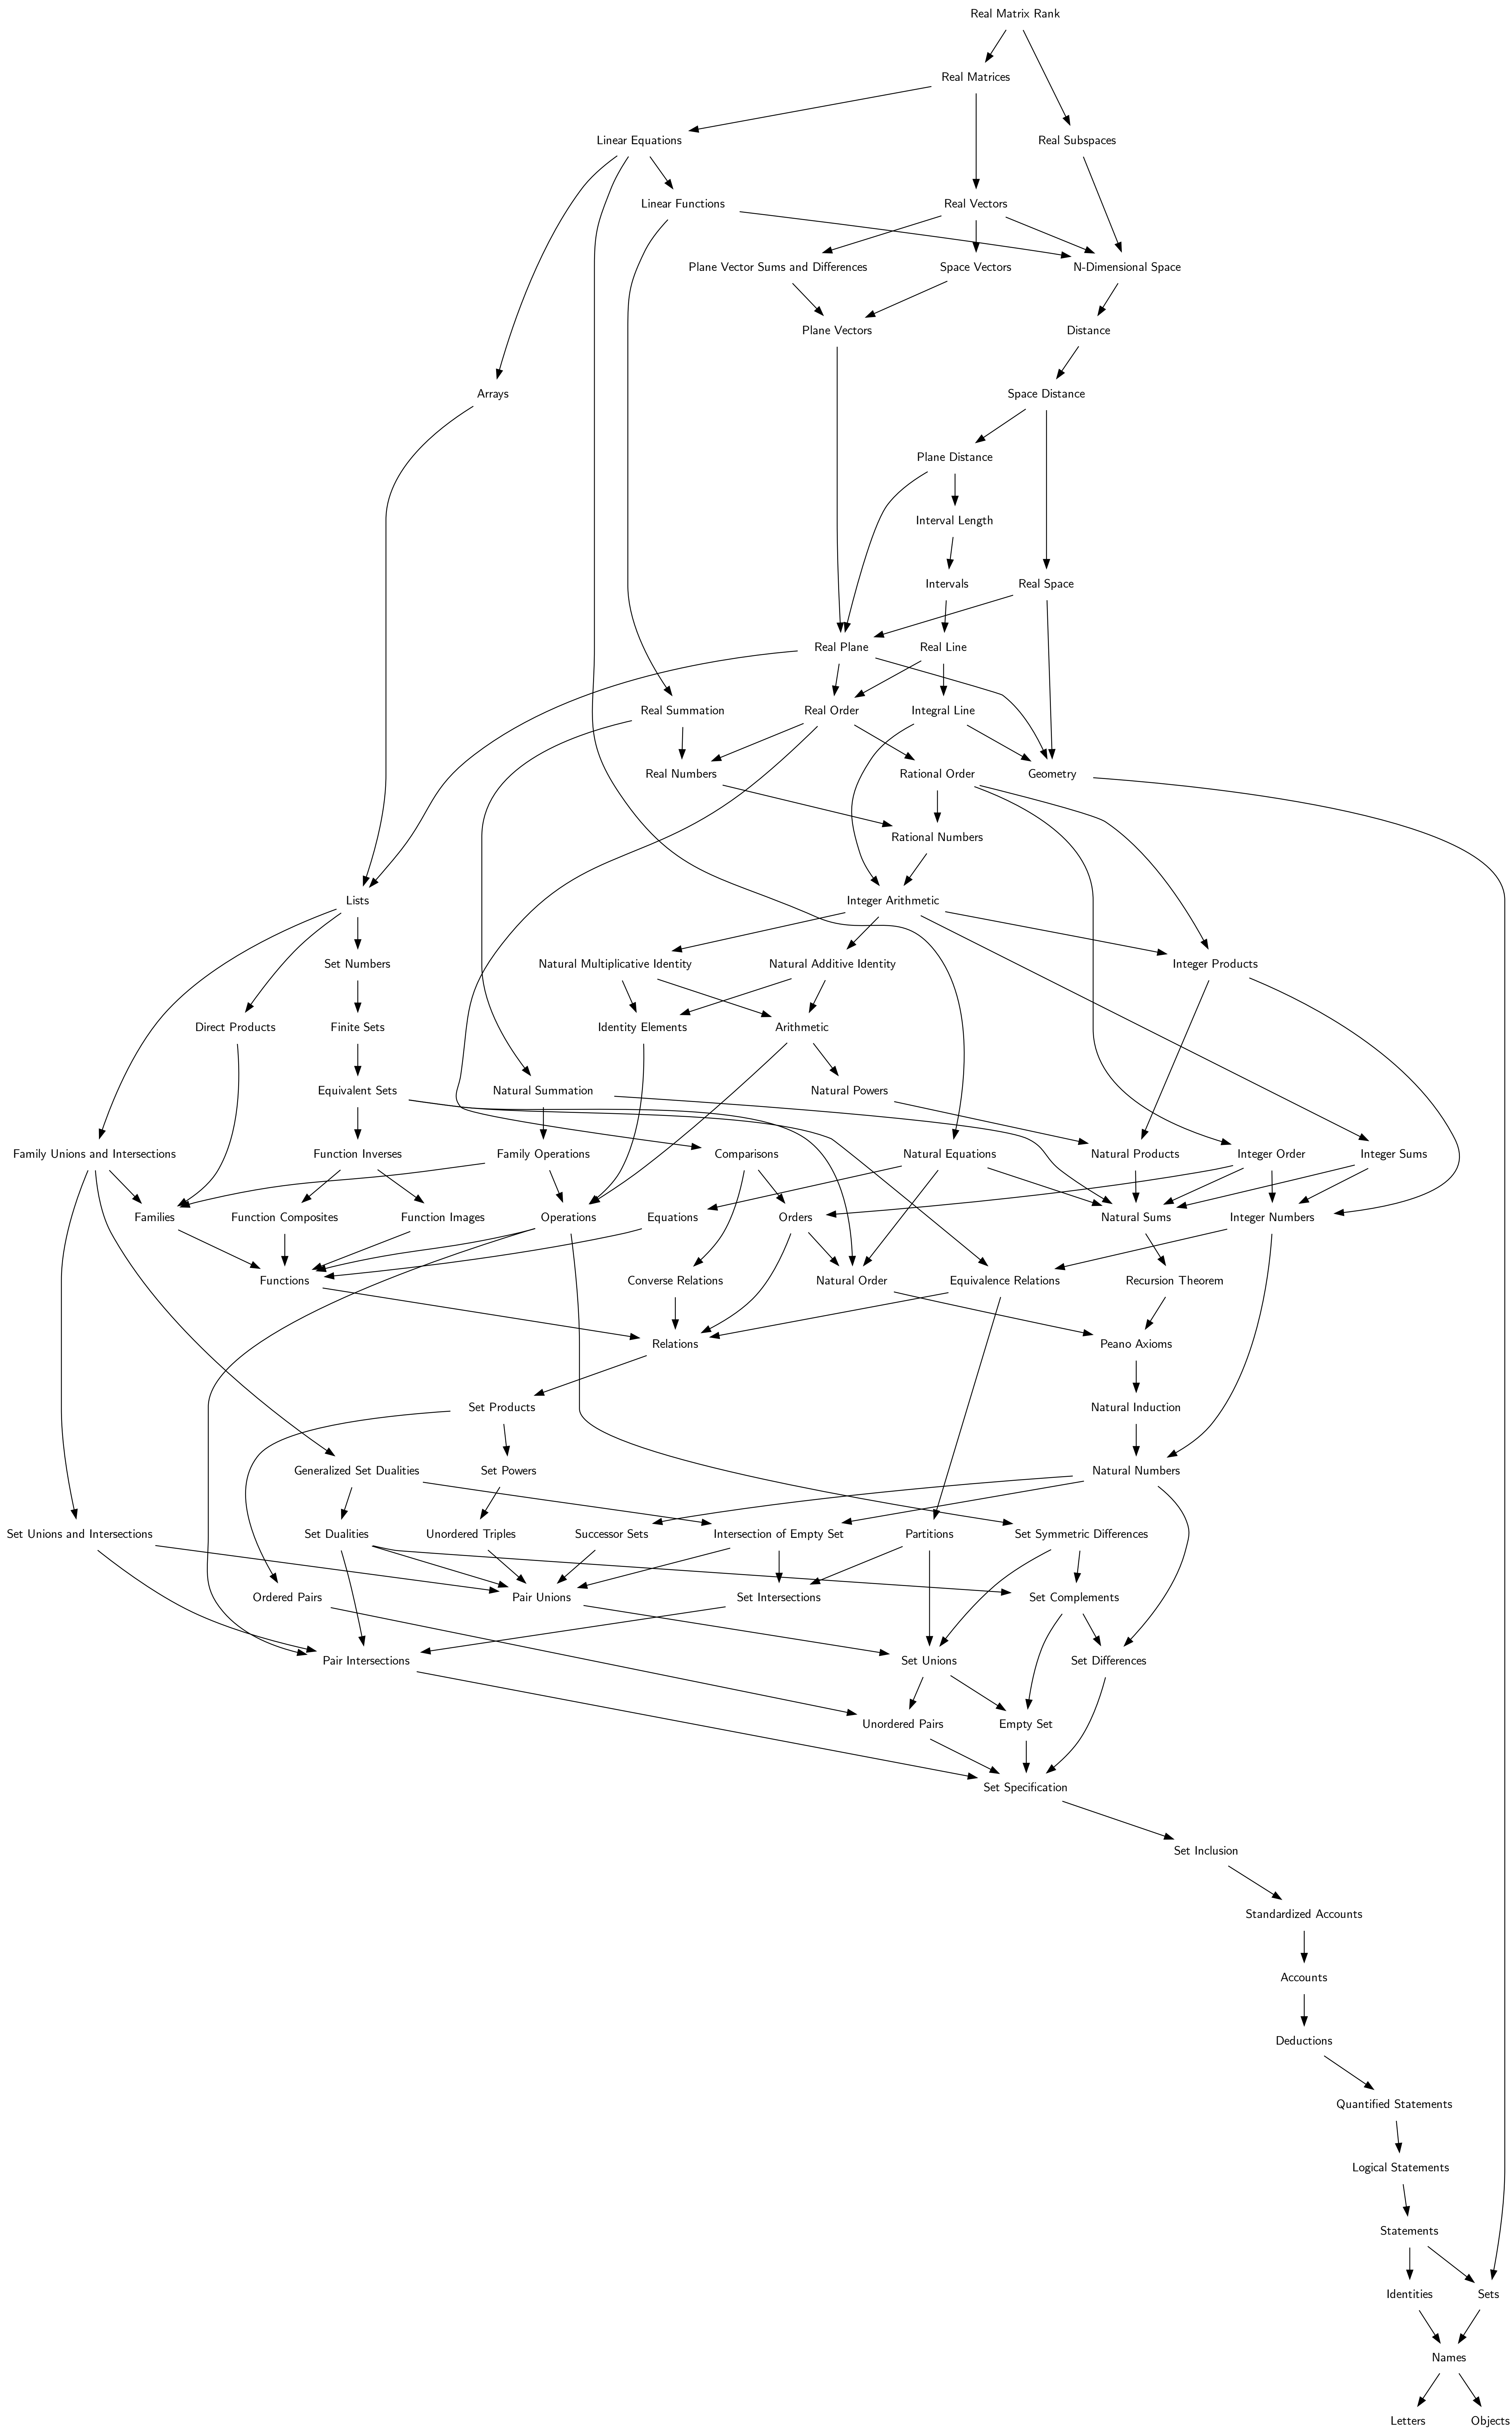 Real Matrix Rank
Real Matrices
Linear Equations
Real Subspaces
Linear Functions
Real Vectors
Plane Vector Sums and Differences
Space Vectors
N-Dimensional Space
Plane Vectors
Distance
Arrays
Space Distance
Plane Distance
Interval Length
Intervals
Real Space
Real Plane
Real Line
Real Summation
Real Order
Integral Line
Real Numbers
Rational Order
Geometry
Rational Numbers
Lists
Integer Arithmetic
Set Numbers
Natural Multiplicative Identity
Natural Additive Identity
Integer Products
Direct Products
Finite Sets
Identity Elements
Arithmetic
Equivalent Sets
Natural Summation
Natural Powers
Family Unions and Intersections
Function Inverses
Family Operations
Comparisons
Natural Equations
Natural Products
Integer Order
Integer Sums
Families
Function Composites
Function Images
Operations
Equations
Orders
Natural Sums
Integer Numbers
Functions
Converse Relations
Natural Order
Equivalence Relations
Recursion Theorem
Relations
Peano Axioms
Set Products
Natural Induction
Generalized Set Dualities
Set Powers
Natural Numbers
Set Unions and Intersections
Set Dualities
Unordered Triples
Successor Sets
Intersection of Empty Set
Partitions
Set Symmetric Differences
Ordered Pairs
Pair Unions
Set Intersections
Set Complements
Pair Intersections
Set Unions
Set Differences
Unordered Pairs
Empty Set
Set Specification
Set Inclusion
Standardized Accounts
Accounts
Deductions
Quantified Statements
Logical Statements
Statements
Identities
Sets
Names
Letters
Objects